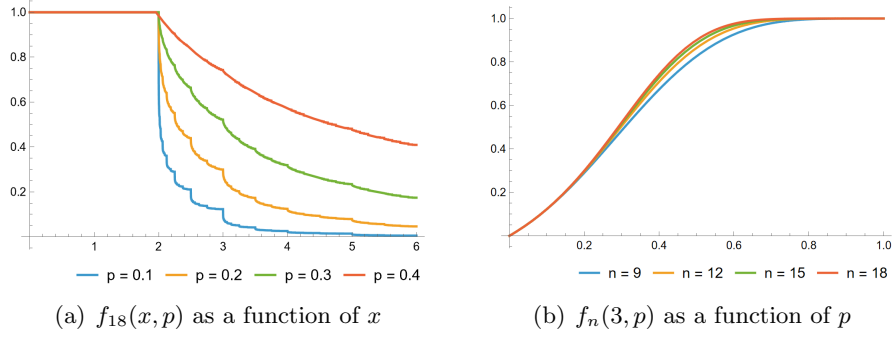 1.0
0.8
0.6
0.4
0.2
1 2 3 4 5 6
p = 0.1 p = 0.2 p = 0.3 p = 0.4
(a) f₁₈(x, p) as a function of x
1.0
0.8
0.6
0.4
0.2
0.2 0.4 0.6 0.8 1.0
n = 9 n = 12 n = 15 n = 18
(b) fₙ(3, p) as a function of p